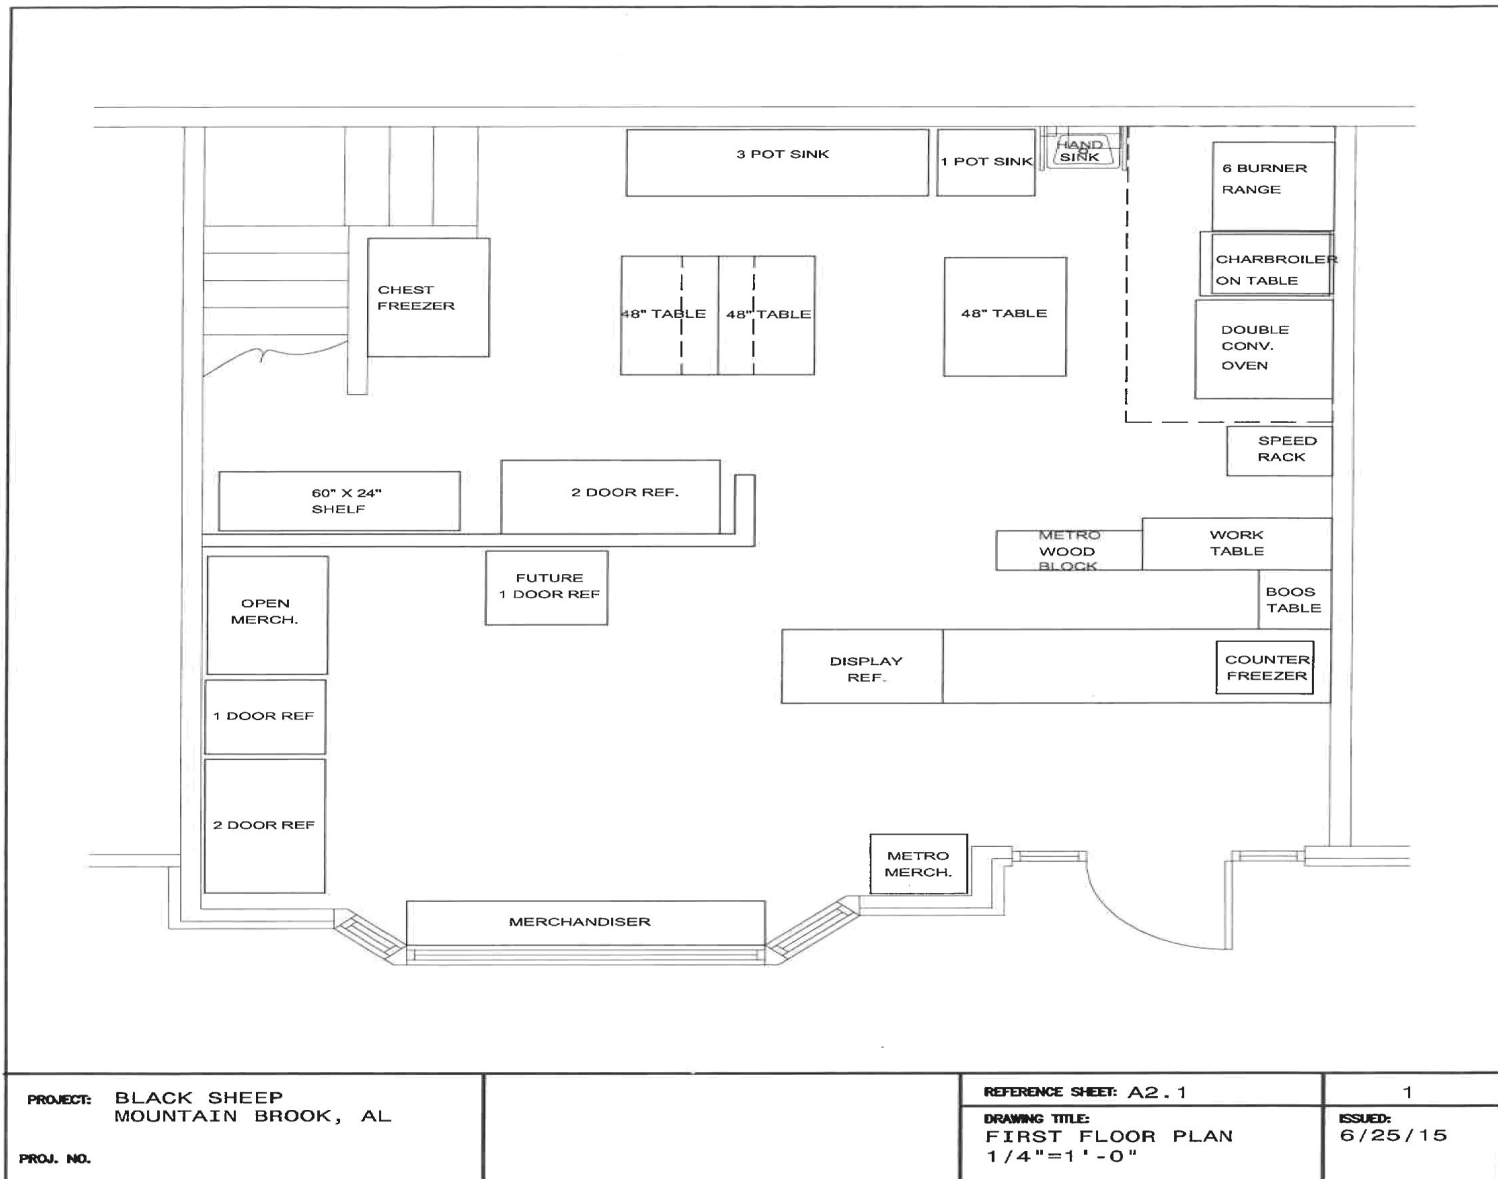 3 POT SINK
1 POT SINK
HAND
SINK
6 BURNER
RANGE
CHARBROILER
ON TABLE
CHEST
FREEZER
48" TABLE
48" TABLE
48" TABLE
DOUBLE
CONV.
OVEN
SPEED
RACK
60" X 24"
SHELF
2 DOOR REF.
METRO
WOOD
BLOCK
WORK
TABLE
FUTURE
1 DOOR REF
OPEN
MERCH.
BOOS
TABLE
DISPLAY
REF.
COUNTER
FREEZER
1 DOOR REF
2 DOOR REF
METRO
MERCH.
MERCHANDISER
PROJECT: BLACK SHEEP
MOUNTAIN BROOK, AL
PROJ. NO.
REFERENCE SHEET: A2.1
1
DRAWING TITLE:
FIRST FLOOR PLAN
1/4"=1'-0"
ISSUED:
6/25/15